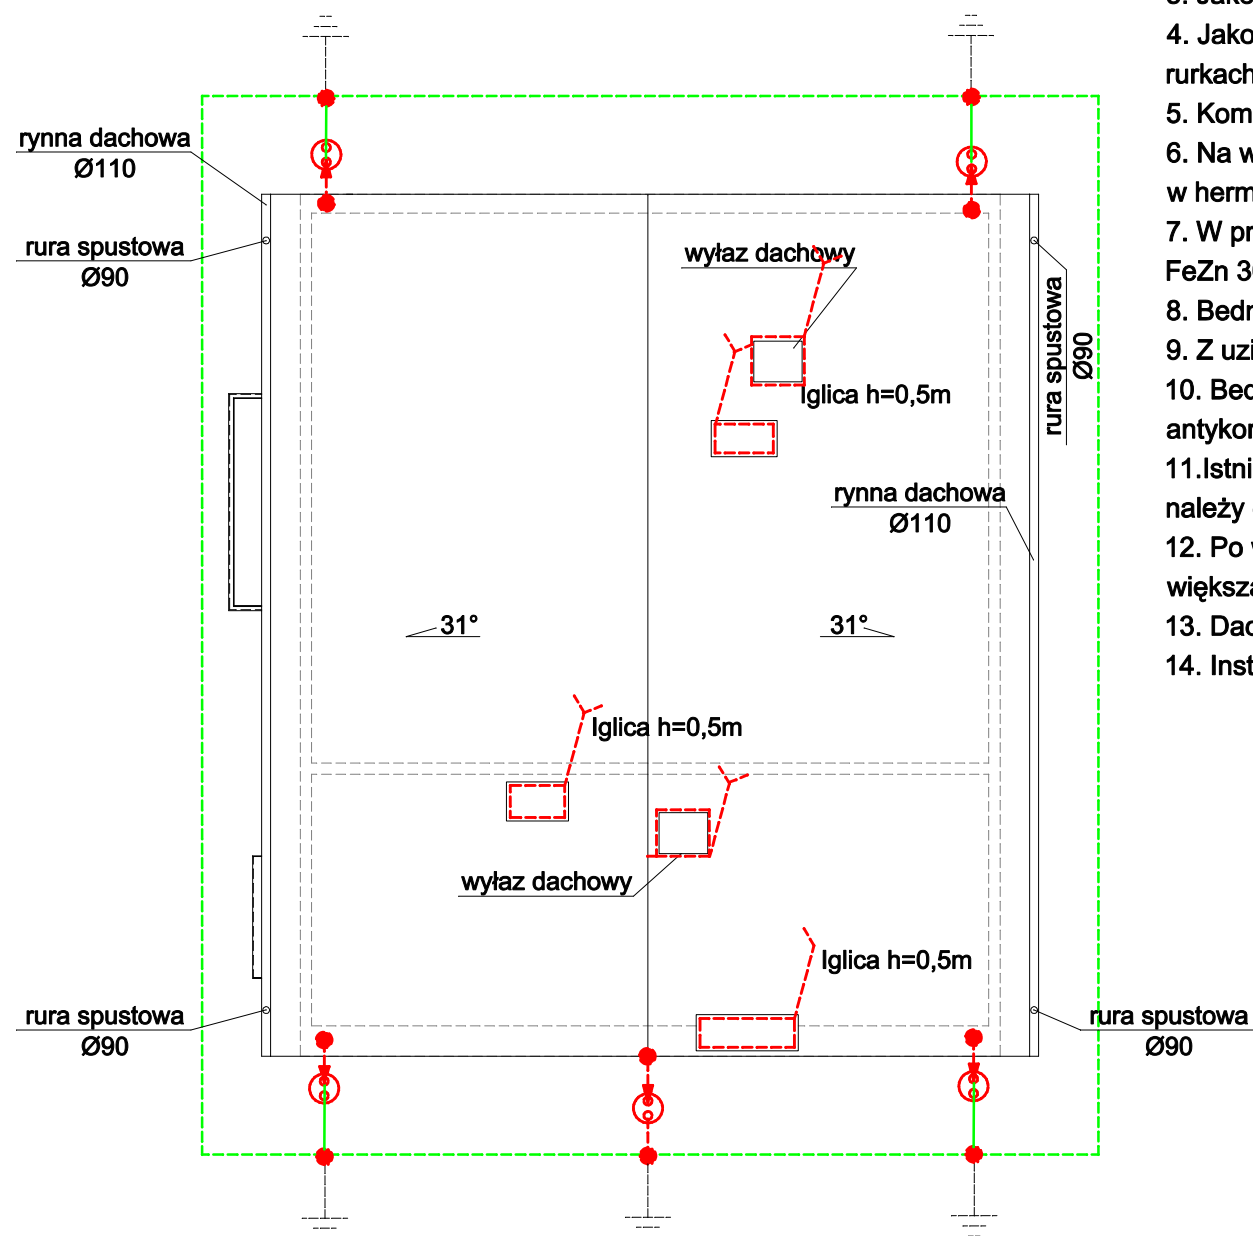 rynna dachowa
Ø110
rura spustowa
Ø90
wyłaz dachowy
Iglica h=0,5m
rura spustowa
Ø90
rynna dachowa
Ø110
31°
31°
Iglica h=0,5m
wyłaz dachowy
Iglica h=0,5m
rura spustowa
Ø90
rura spustowa
Ø90
4. Jako
rurkach
5. Kom
6. Na w
w herm
7. W pr
FeZn 3
8. Bedn
9. Z uzi
10. Bed
antykor
11.Istni
należy
12. Po w
większa
13. Dac
14. Inst